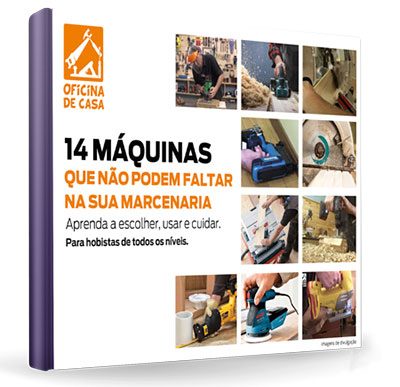 OFICINA
DE CASA
14 MÁQUINAS
QUE NÃO PODEM FALTAR
NA SUA MARCENARIA
Aprenda a escolher, usar e cuidar.
Para hobistas de todos os níveis.
imagens de divulgação